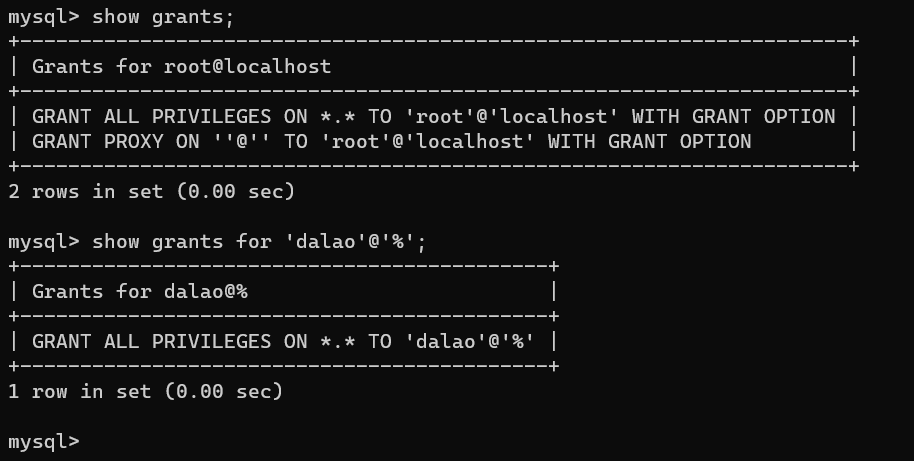 mysql> show grants;
+---------------------------------------------------------------------+
| Grants for root@localhost                                           |
+---------------------------------------------------------------------+
| GRANT ALL PRIVILEGES ON *.* TO 'root'@'localhost' WITH GRANT OPTION |
| GRANT PROXY ON ''@'' TO 'root'@'localhost' WITH GRANT OPTION        |
+---------------------------------------------------------------------+
2 rows in set (0.00 sec)

mysql> show grants for 'dalao'@'%';
+--------------------------------------------+
| Grants for dalao@%                         |
+--------------------------------------------+
| GRANT ALL PRIVILEGES ON *.* TO 'dalao'@'%' |
+--------------------------------------------+
1 row in set (0.00 sec)

mysql>